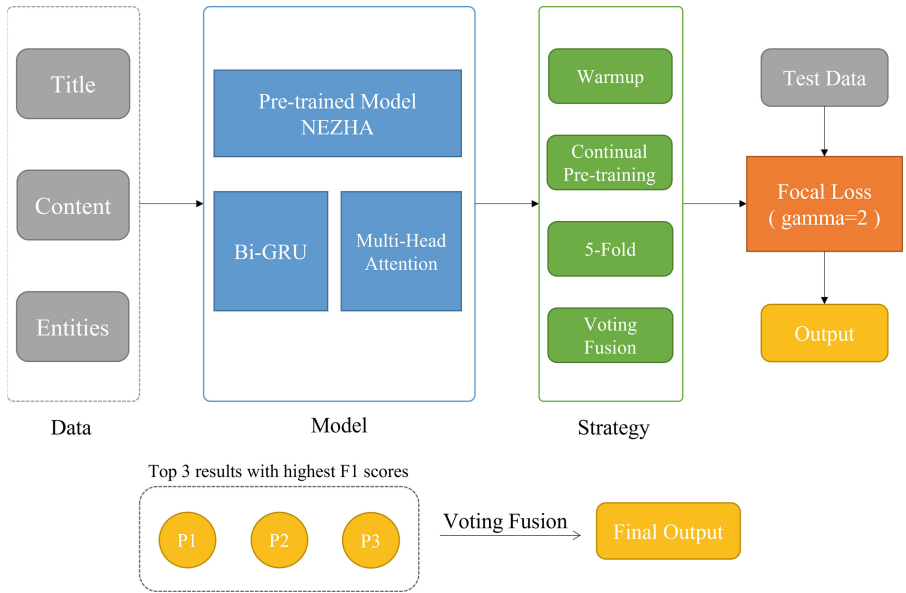 Title
Content
Entities
Data
Pre-trained Model
NEZHA
Bi-GRU
Multi-Head
Attention
Model
Warmup
Continual
Pre-training
5-Fold
Voting
Fusion
Strategy
Test Data
Focal Loss
( gamma=2 )
Output
Top 3 results with highest F1 scores
P1
P2
P3
Voting Fusion
Final Output